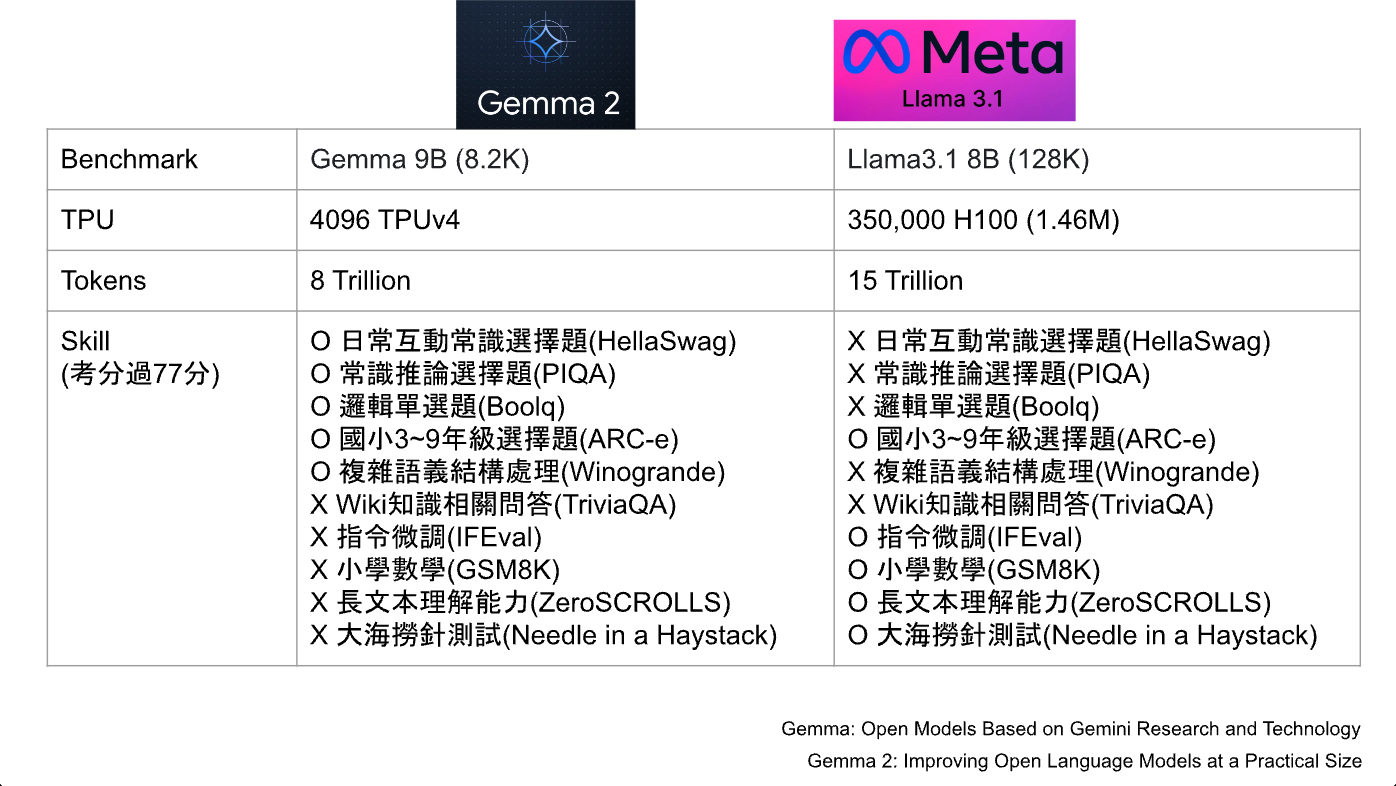 Gemma 2
Meta
Llama 3.1
Benchmark
Gemma 9B (8.2K)
Llama3.1 8B (128K)
TPU
4096 TPUv4
350,000 H100 (1.46M)
Tokens
8 Trillion
15 Trillion
Skill
(考分過77分)
O 日常互動常識選擇題(HellaSwag)
O 常識推論選擇題(PIQA)
O 邏輯單選題(Boolq)
O 國小3~9年級選擇題(ARC-e)
O 複雜語義結構處理(Winogrande)
X Wiki知識相關問答(TriviaQA)
X 指令微調(IFEval)
X 小學數學(GSM8K)
X 長文本理解能力(ZeroSCROLLS)
X 大海撈針測試(Needle in a Haystack)
X 日常互動常識選擇題(HellaSwag)
X 常識推論選擇題(PIQA)
X 邏輯單選題(Boolq)
O 國小3~9年級選擇題(ARC-e)
X 複雜語義結構處理(Winogrande)
X Wiki知識相關問答(TriviaQA)
O 指令微調(IFEval)
O 小學數學(GSM8K)
O 長文本理解能力(ZeroSCROLLS)
O 大海撈針測試(Needle in a Haystack)
Gemma: Open Models Based on Gemini Research and Technology
Gemma 2: Improving Open Language Models at a Practical Size